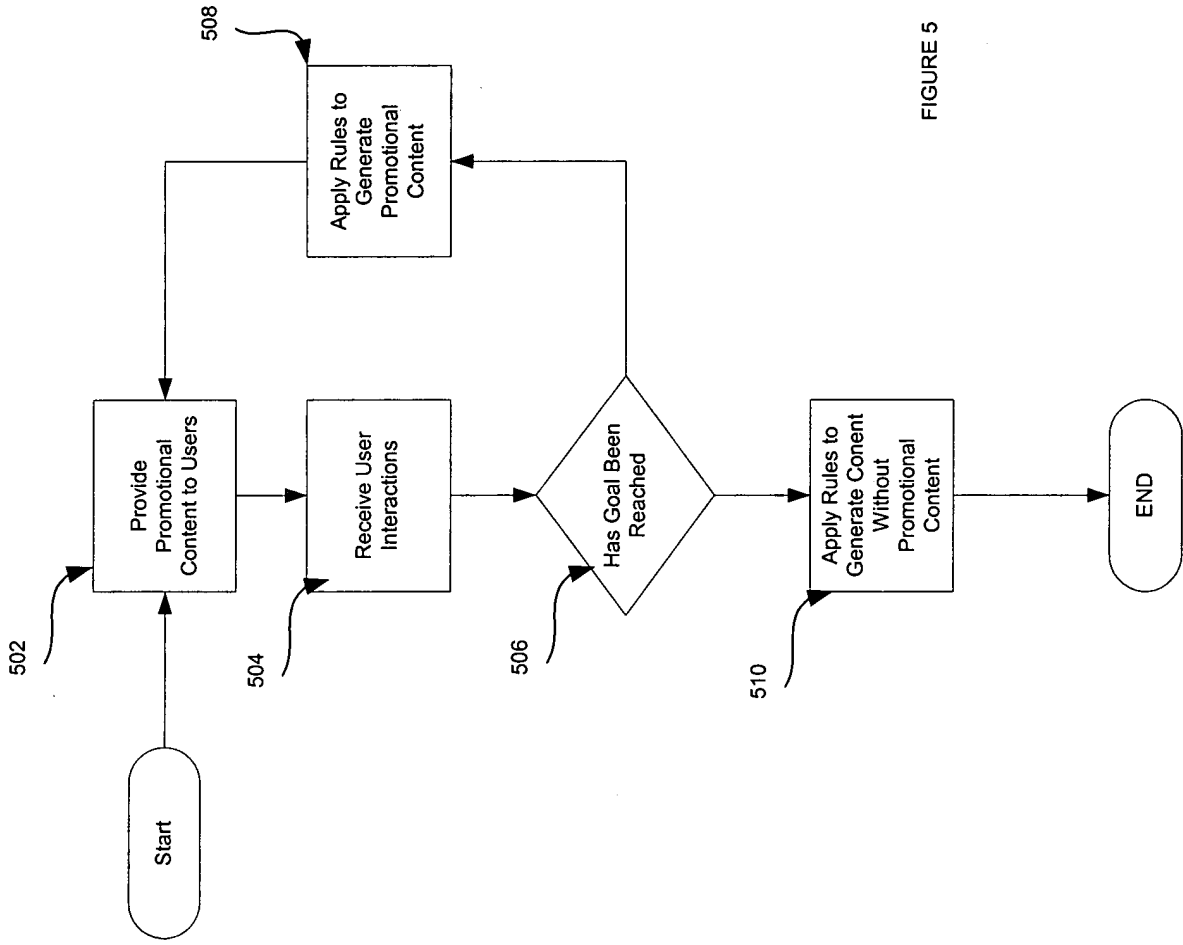 Start
502
Provide
Promotional
Content to Users
504
Receive User
Interactions
506
Has Goal Been
Reached
508
Apply Rules to
Generate
Promotional
Content
510
Apply Rules to
Generate Conent
Without
Promotional
Content
END
FIGURE 5